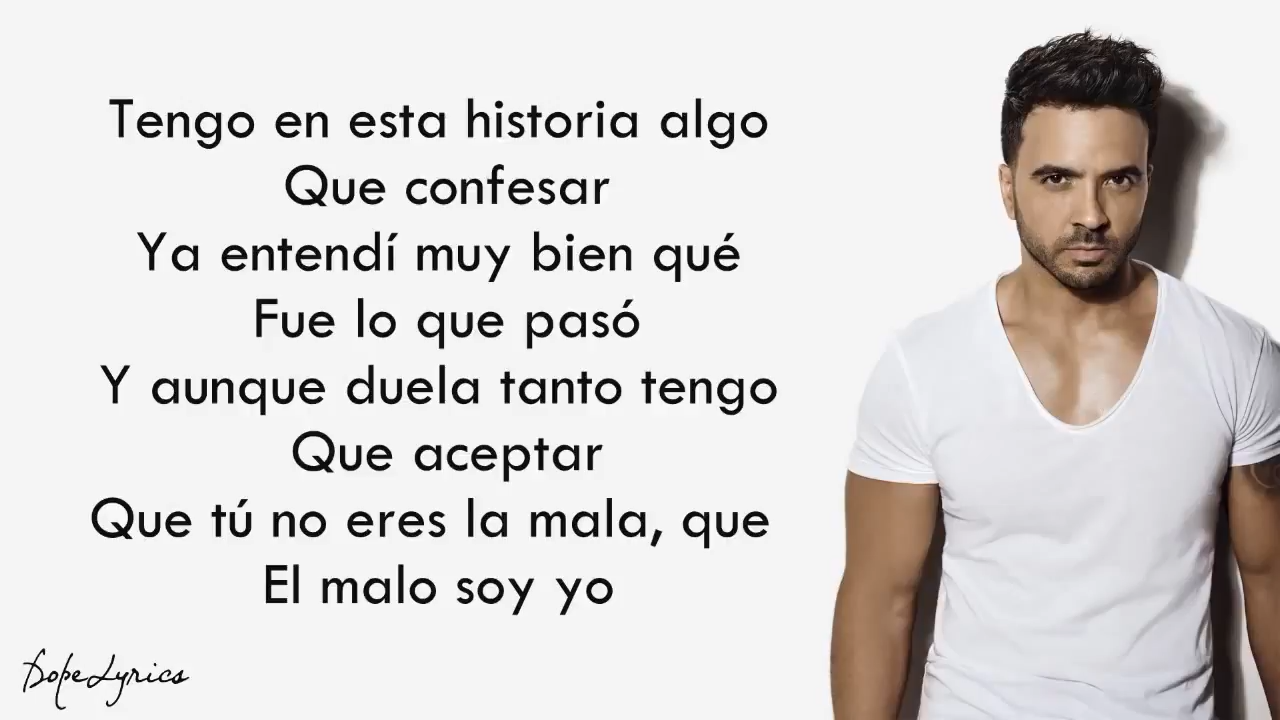 Tengo en esta historia algo
Que confesar
Ya entendí muy bien qué
Fue lo que pasó
Y aunque duela tanto tengo
Que aceptar
Que tú no eres la mala, que
El malo soy yo
DopeLyrics